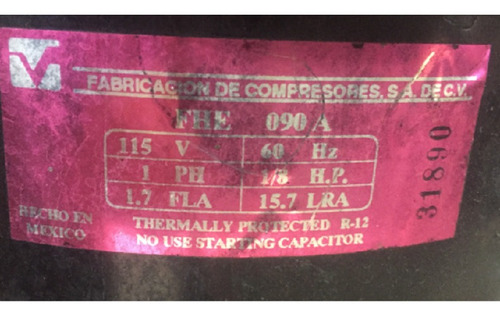 FABRICACION DE COMPRESORES, S.A. DE C.V.
FHE 090 A
115 V 60 Hz
1 PH 1/8 H.P.
1.7 FLA 15.7 LRA
HECHO EN
MEXICO
THERMALLY PROTECTED R-12
NO USE STARTING CAPACITOR
31890